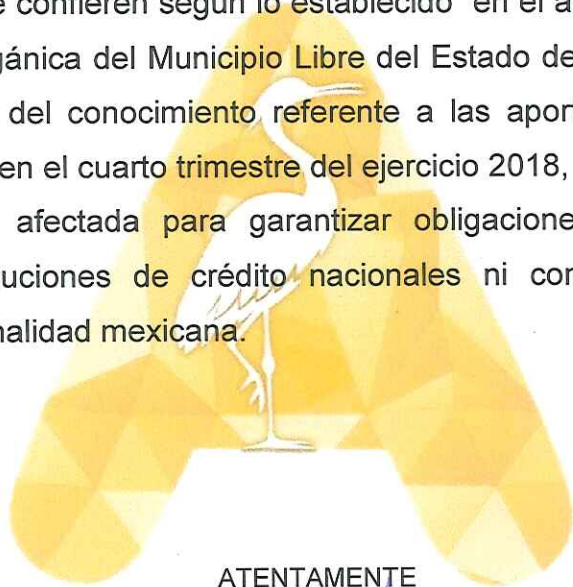 e confieren según lo establecido en el a
gánica del Municipio Libre del Estado de
del conocimiento referente a las apor
en el cuarto trimestre del ejercicio 2018,
afectada para garantizar obligacione
uciones de crédito nacionales ni con
nalidad mexicana.
ATENTAMENTE